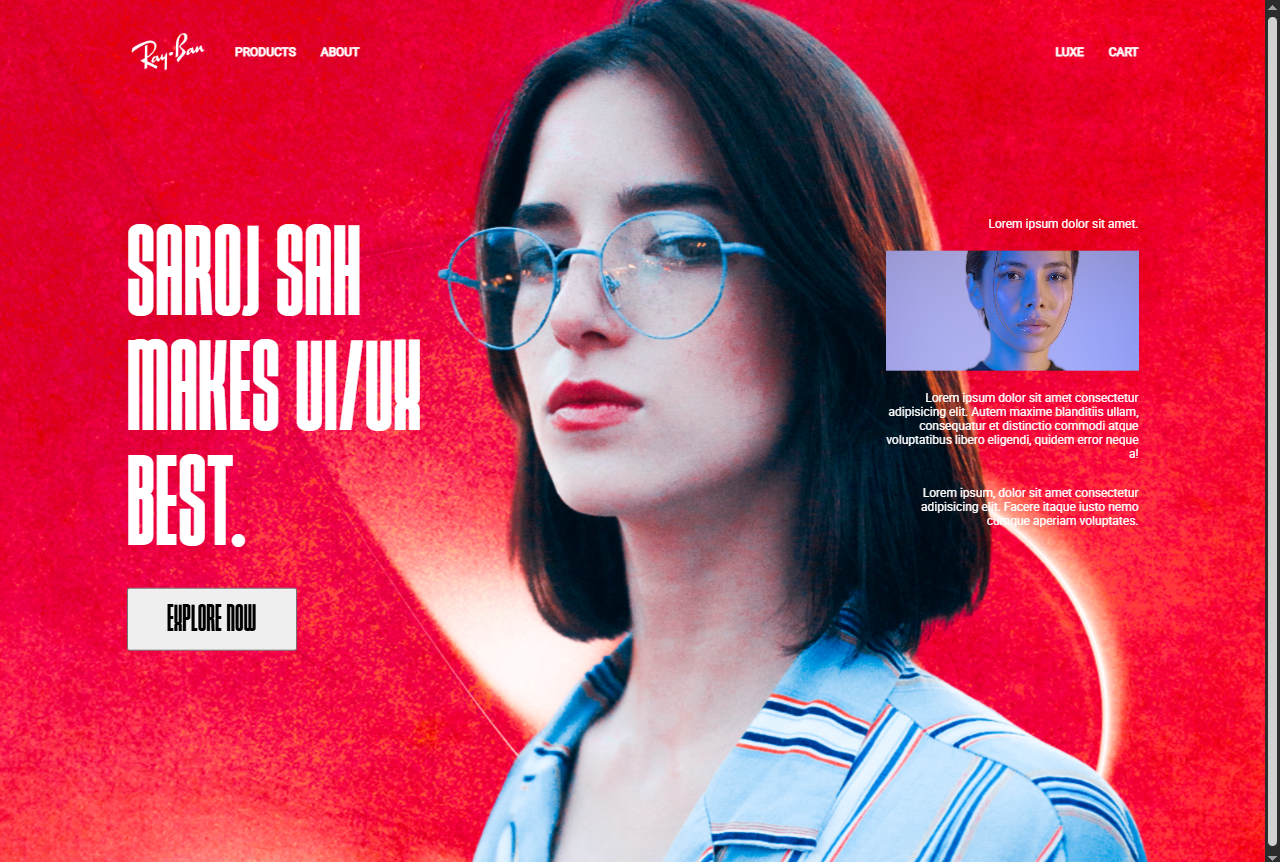 Ray-Ban
PRODUCTS
ABOUT
LUXE
CART
SAROJ SAH
MAKES UI/UX
BEST.
EXPLORE NOW
Lorem ipsum dolor sit amet.
Lorem ipsum dolor sit amet consectetur
adipisicing elit. Autem maxime blanditiis ullam,
consequatur et distinctio commodi atque
voluptatibus libero eligendi, quidem error neque
a!
Lorem ipsum, dolor sit amet consectetur
adipisicing elit. Facere itaque iusto nemo
cumque aperiam voluptates.